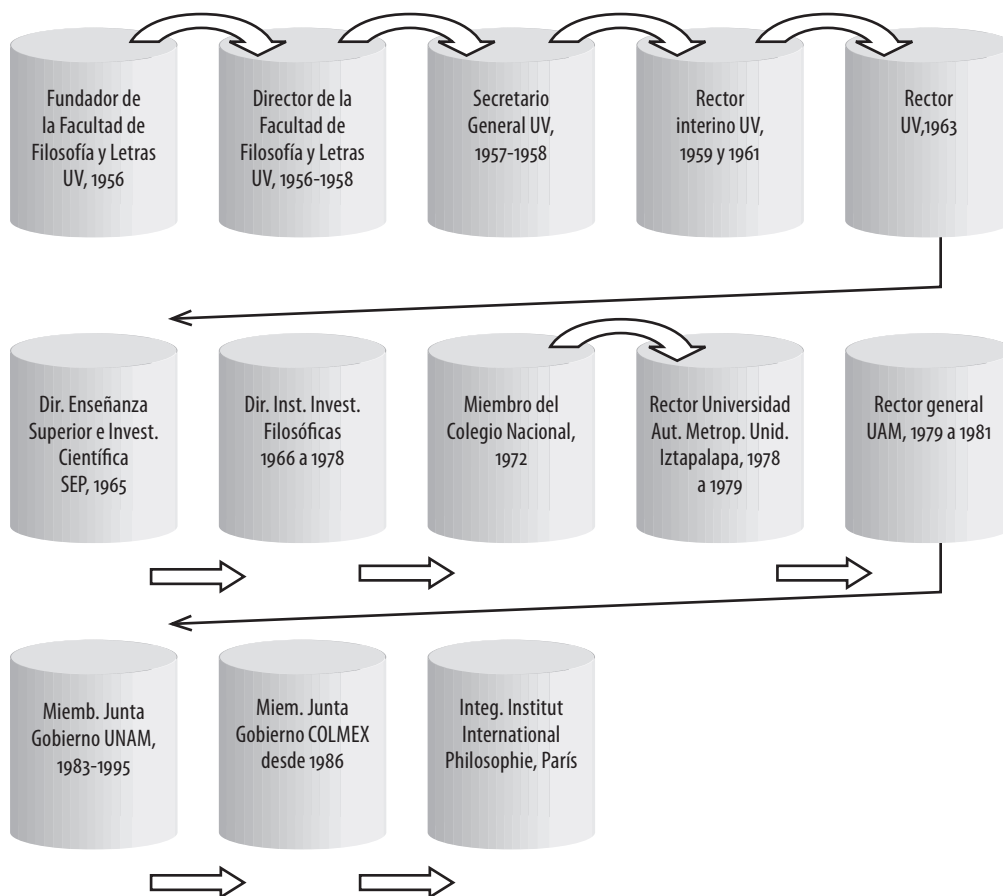 Fundador de
la Facultad de
Filosofía y Letras
UV, 1956
Director de la
Facultad de
Filosofía y Letras
UV, 1956-1958
Secretario
General UV,
1957-1958
Rector
interino UV,
1959 y 1961
Rector
UV,1963
Dir. Enseñanza
Superior e Invest.
Científica
SEP, 1965
Dir. Inst. Invest.
Filosóficas
1966 a 1978
Miembro del
Colegio Nacional,
1972
Rector Universidad
Aut. Metrop. Unid.
Iztapalapa, 1978
a 1979
Rector general
UAM, 1979 a 1981
Miemb. Junta
Gobierno UNAM,
1983-1995
Miem. Junta
Gobierno COLMEX
desde 1986
Integ. Institut
International
Philosophie, París